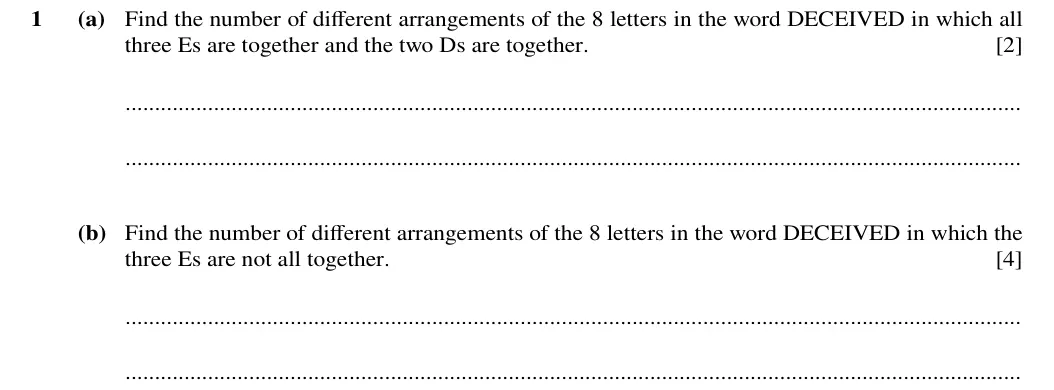 1 (a) Find the number of different arrangements of the 8 letters in the word DECEIVED in which all
three Es are together and the two Ds are together. [2]
(b) Find the number of different arrangements of the 8 letters in the word DECEIVED in which the
three Es are not all together. [4]